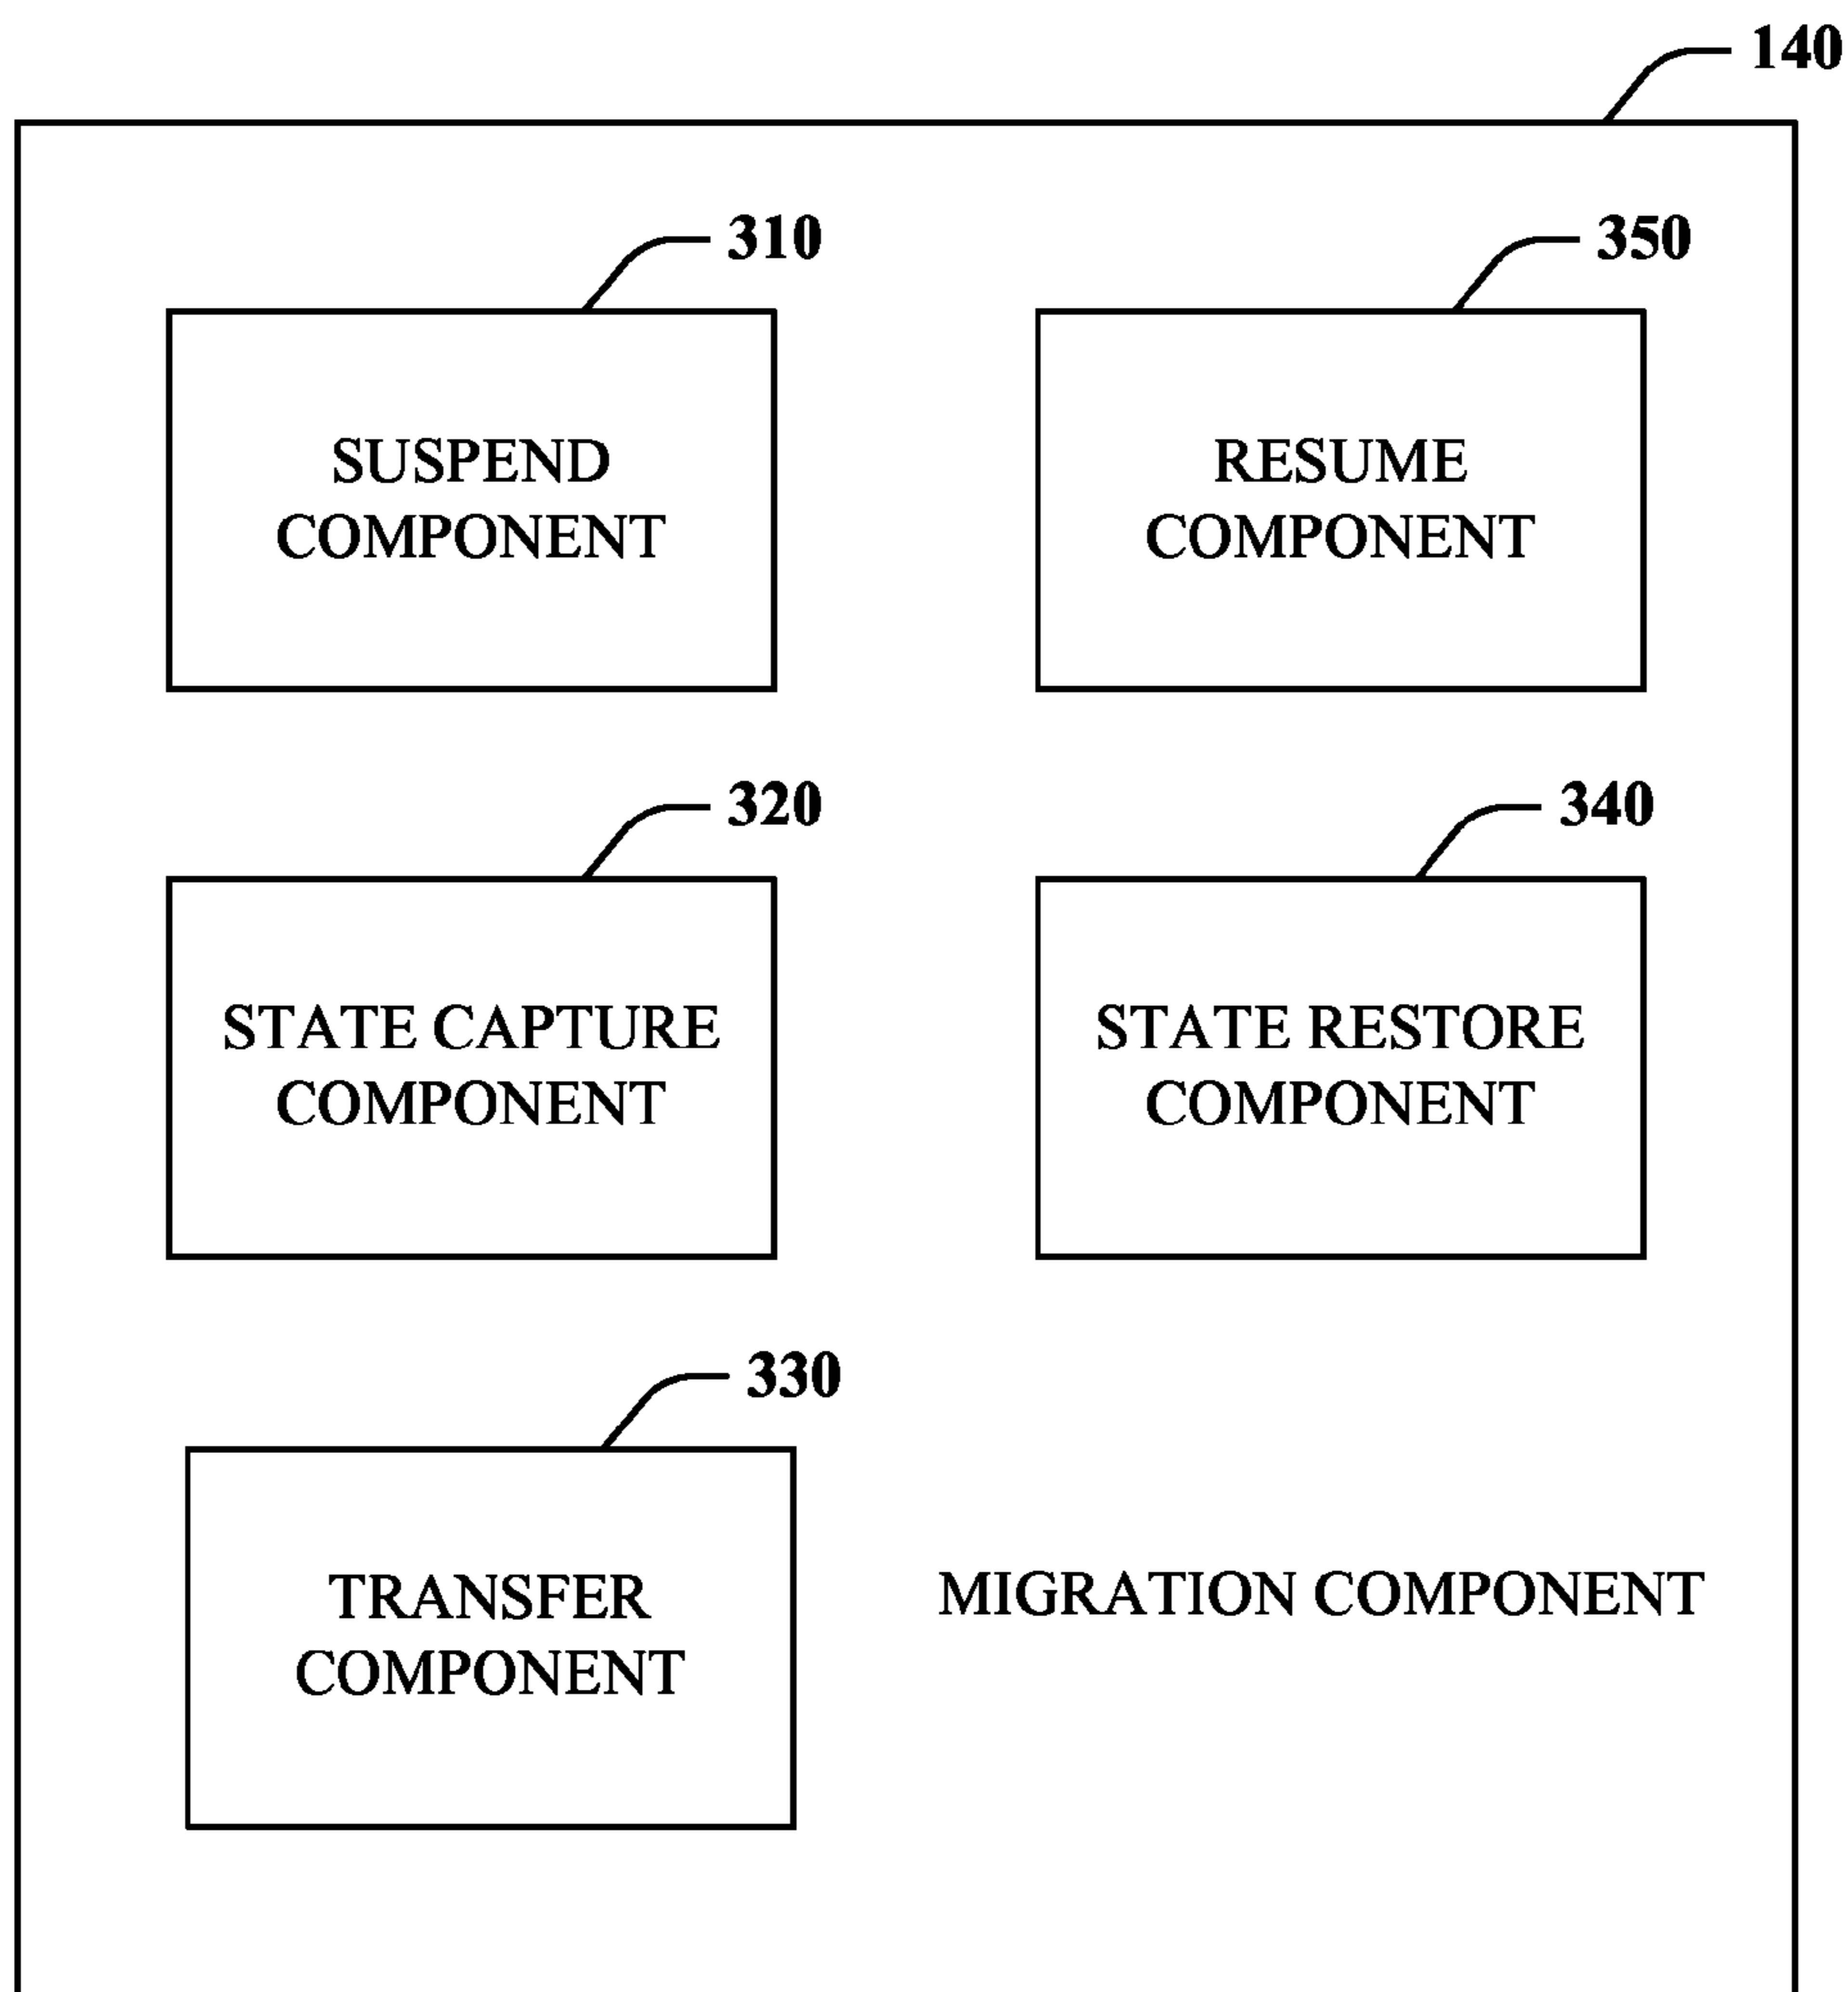 140
310
350
SUSPEND
COMPONENT
RESUME
COMPONENT
320
340
STATE CAPTURE
COMPONENT
STATE RESTORE
COMPONENT
330
TRANSFER
COMPONENT
MIGRATION COMPONENT